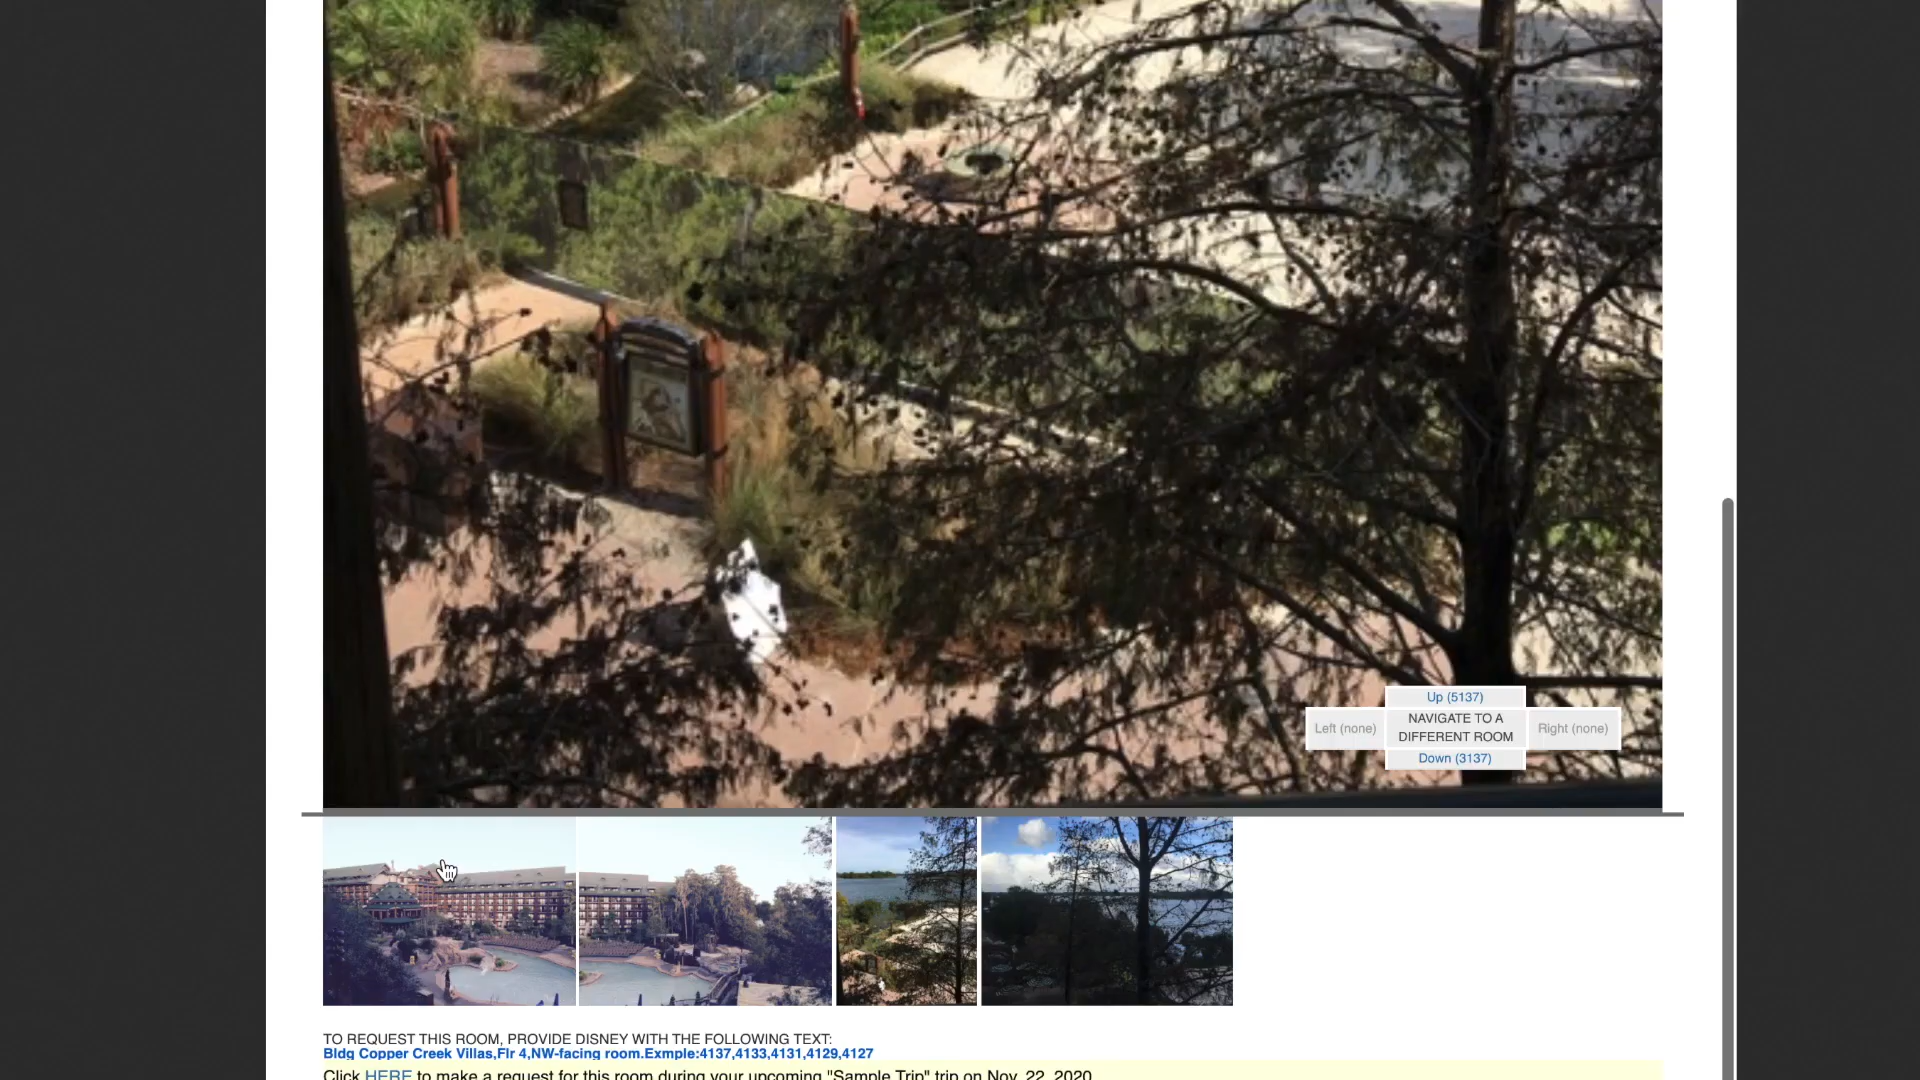 Up (5137)
Left (none)
NAVIGATE TO A
DIFFERENT ROOM
Right (none)
Down (3137)
TO REQUEST THIS ROOM, PROVIDE DISNEY WITH THE FOLLOWING TEXT:
Bldg Copper Creek Villas,Flr 4,NW-facing room.Exmple:4137,4133,4131,4129,4127
Click HERE to make a request for this room during your upcoming "Sample Trip" trip on Nov. 22, 2020